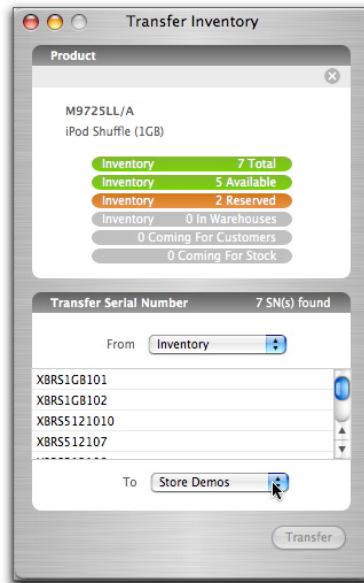 Transfer Inventory
Product
M9725LL/A
iPod Shuffle (1GB)
Inventory 7 Total
Inventory 5 Available
Inventory 2 Reserved
Inventory 0 In Warehouses
0 Coming For Customers
0 Coming For Stock
Transfer Serial Number 7 SN(s) found
From Inventory
XBRS1GB101
XBRS1GB102
XBRS5121010
XBRS512107
To Store Demos
Transfer